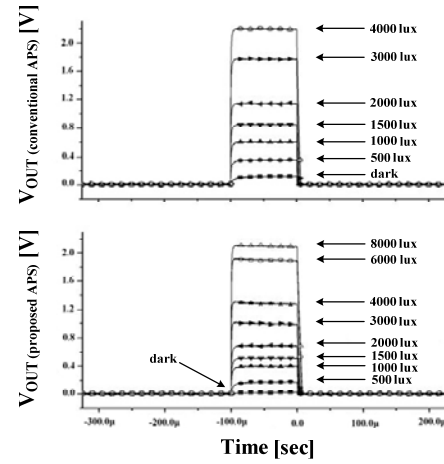 VOUT (conventional APS) [V]
2.0
1.6
1.2
0.8
0.4
0.0
4000 lux
3000 lux
2000 lux
1500 lux
1000 lux
500 lux
dark
VOUT (proposed APS) [V]
2.4
1.8
1.2
0.6
0.0
8000 lux
6000 lux
4000 lux
3000 lux
2000 lux
1500 lux
1000 lux
500 lux
dark
-300.0μ
-200.0μ
-100.0μ
0.0
100.0μ
200.0μ
Time [sec]